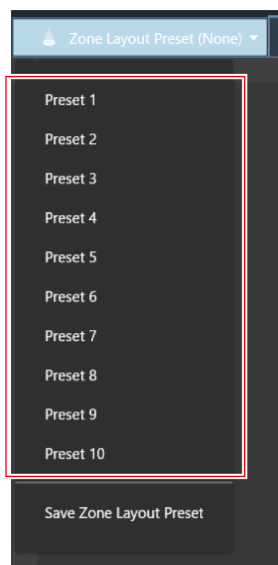 Zone Layout Preset (None)
Preset 1
Preset 2
Preset 3
Preset 4
Preset 5
Preset 6
Preset 7
Preset 8
Preset 9
Preset 10
Save Zone Layout Preset